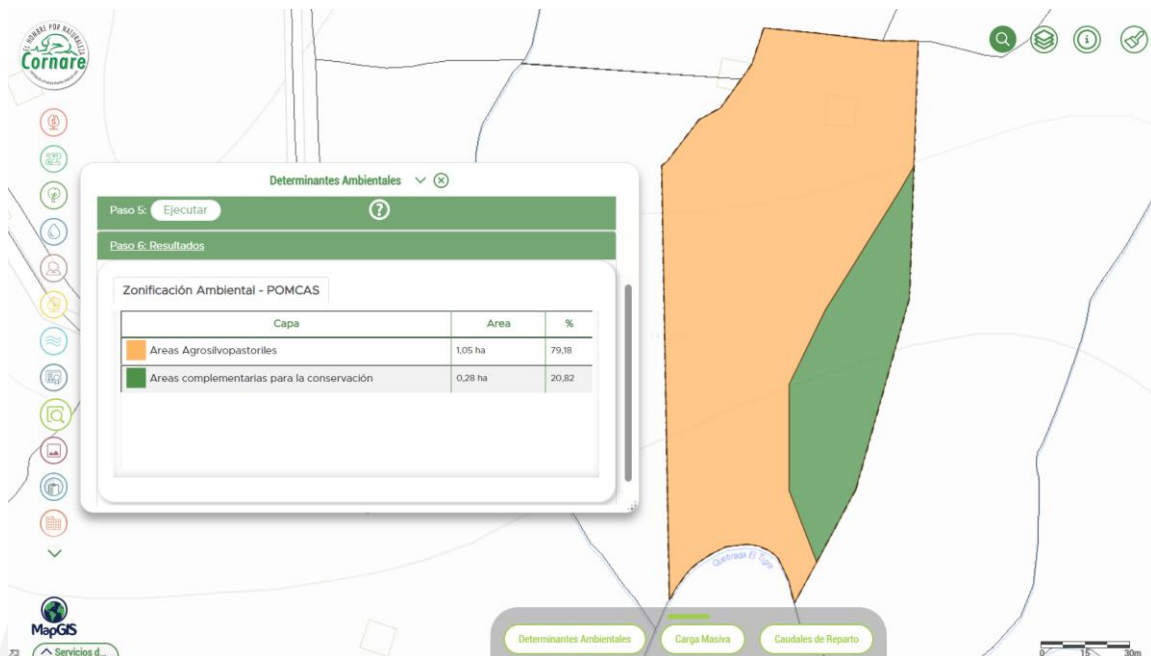 EL HOMBRE POR NATURALEZA
Cornare
Determinantes Ambientales
Paso 5: Ejecutar ?
Paso 6: Resultados
Zonificación Ambiental - POMCAS
Capa Area %
Areas Agrosilvopastoriles 1,05 ha 79,18
Areas complementarias para la conservación 0,28 ha 20,82
Quebrada El Tigre
MapGIS
Servicios d...
Determinantes Ambientales Carga Masiva Caudales de Reparto
0 15 30m